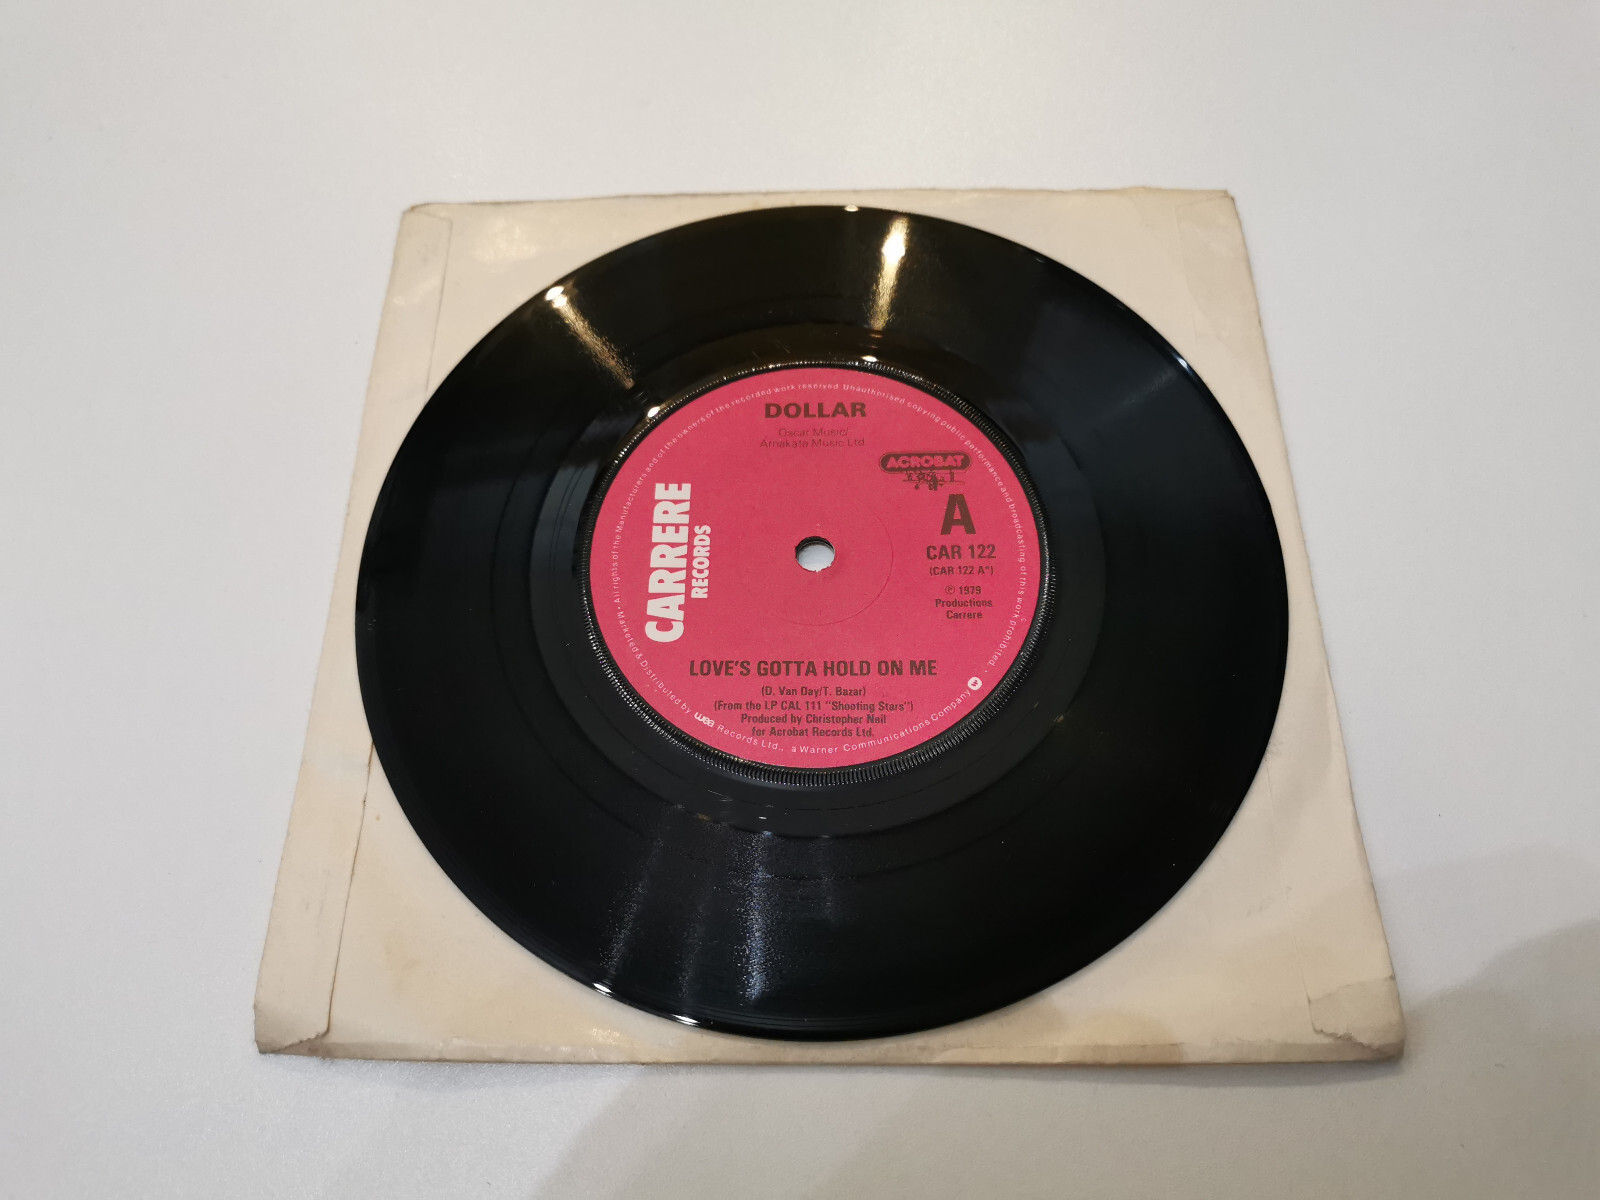 DOLLAR
Oscar Music/
Amakata Music Ltd.
ACROBAT
A
CAR 122
(CAR 122 A°)
℗ 1979
Productions
Carrere
CARRERE
RECORDS
LOVE'S GOTTA HOLD ON ME
(D. Van Day/T. Bazar)
(From the LP CAL 111 "Shooting Stars")
Produced by Christopher Neil
for Acrobat Records Ltd.
All rights of the Manufacturers and of the owners of the recorded work reserved. Unauthorised copying public performance and broadcasting of this work prohibited.
Marketed & Distributed by wea Records Ltd., a Warner Communications Company